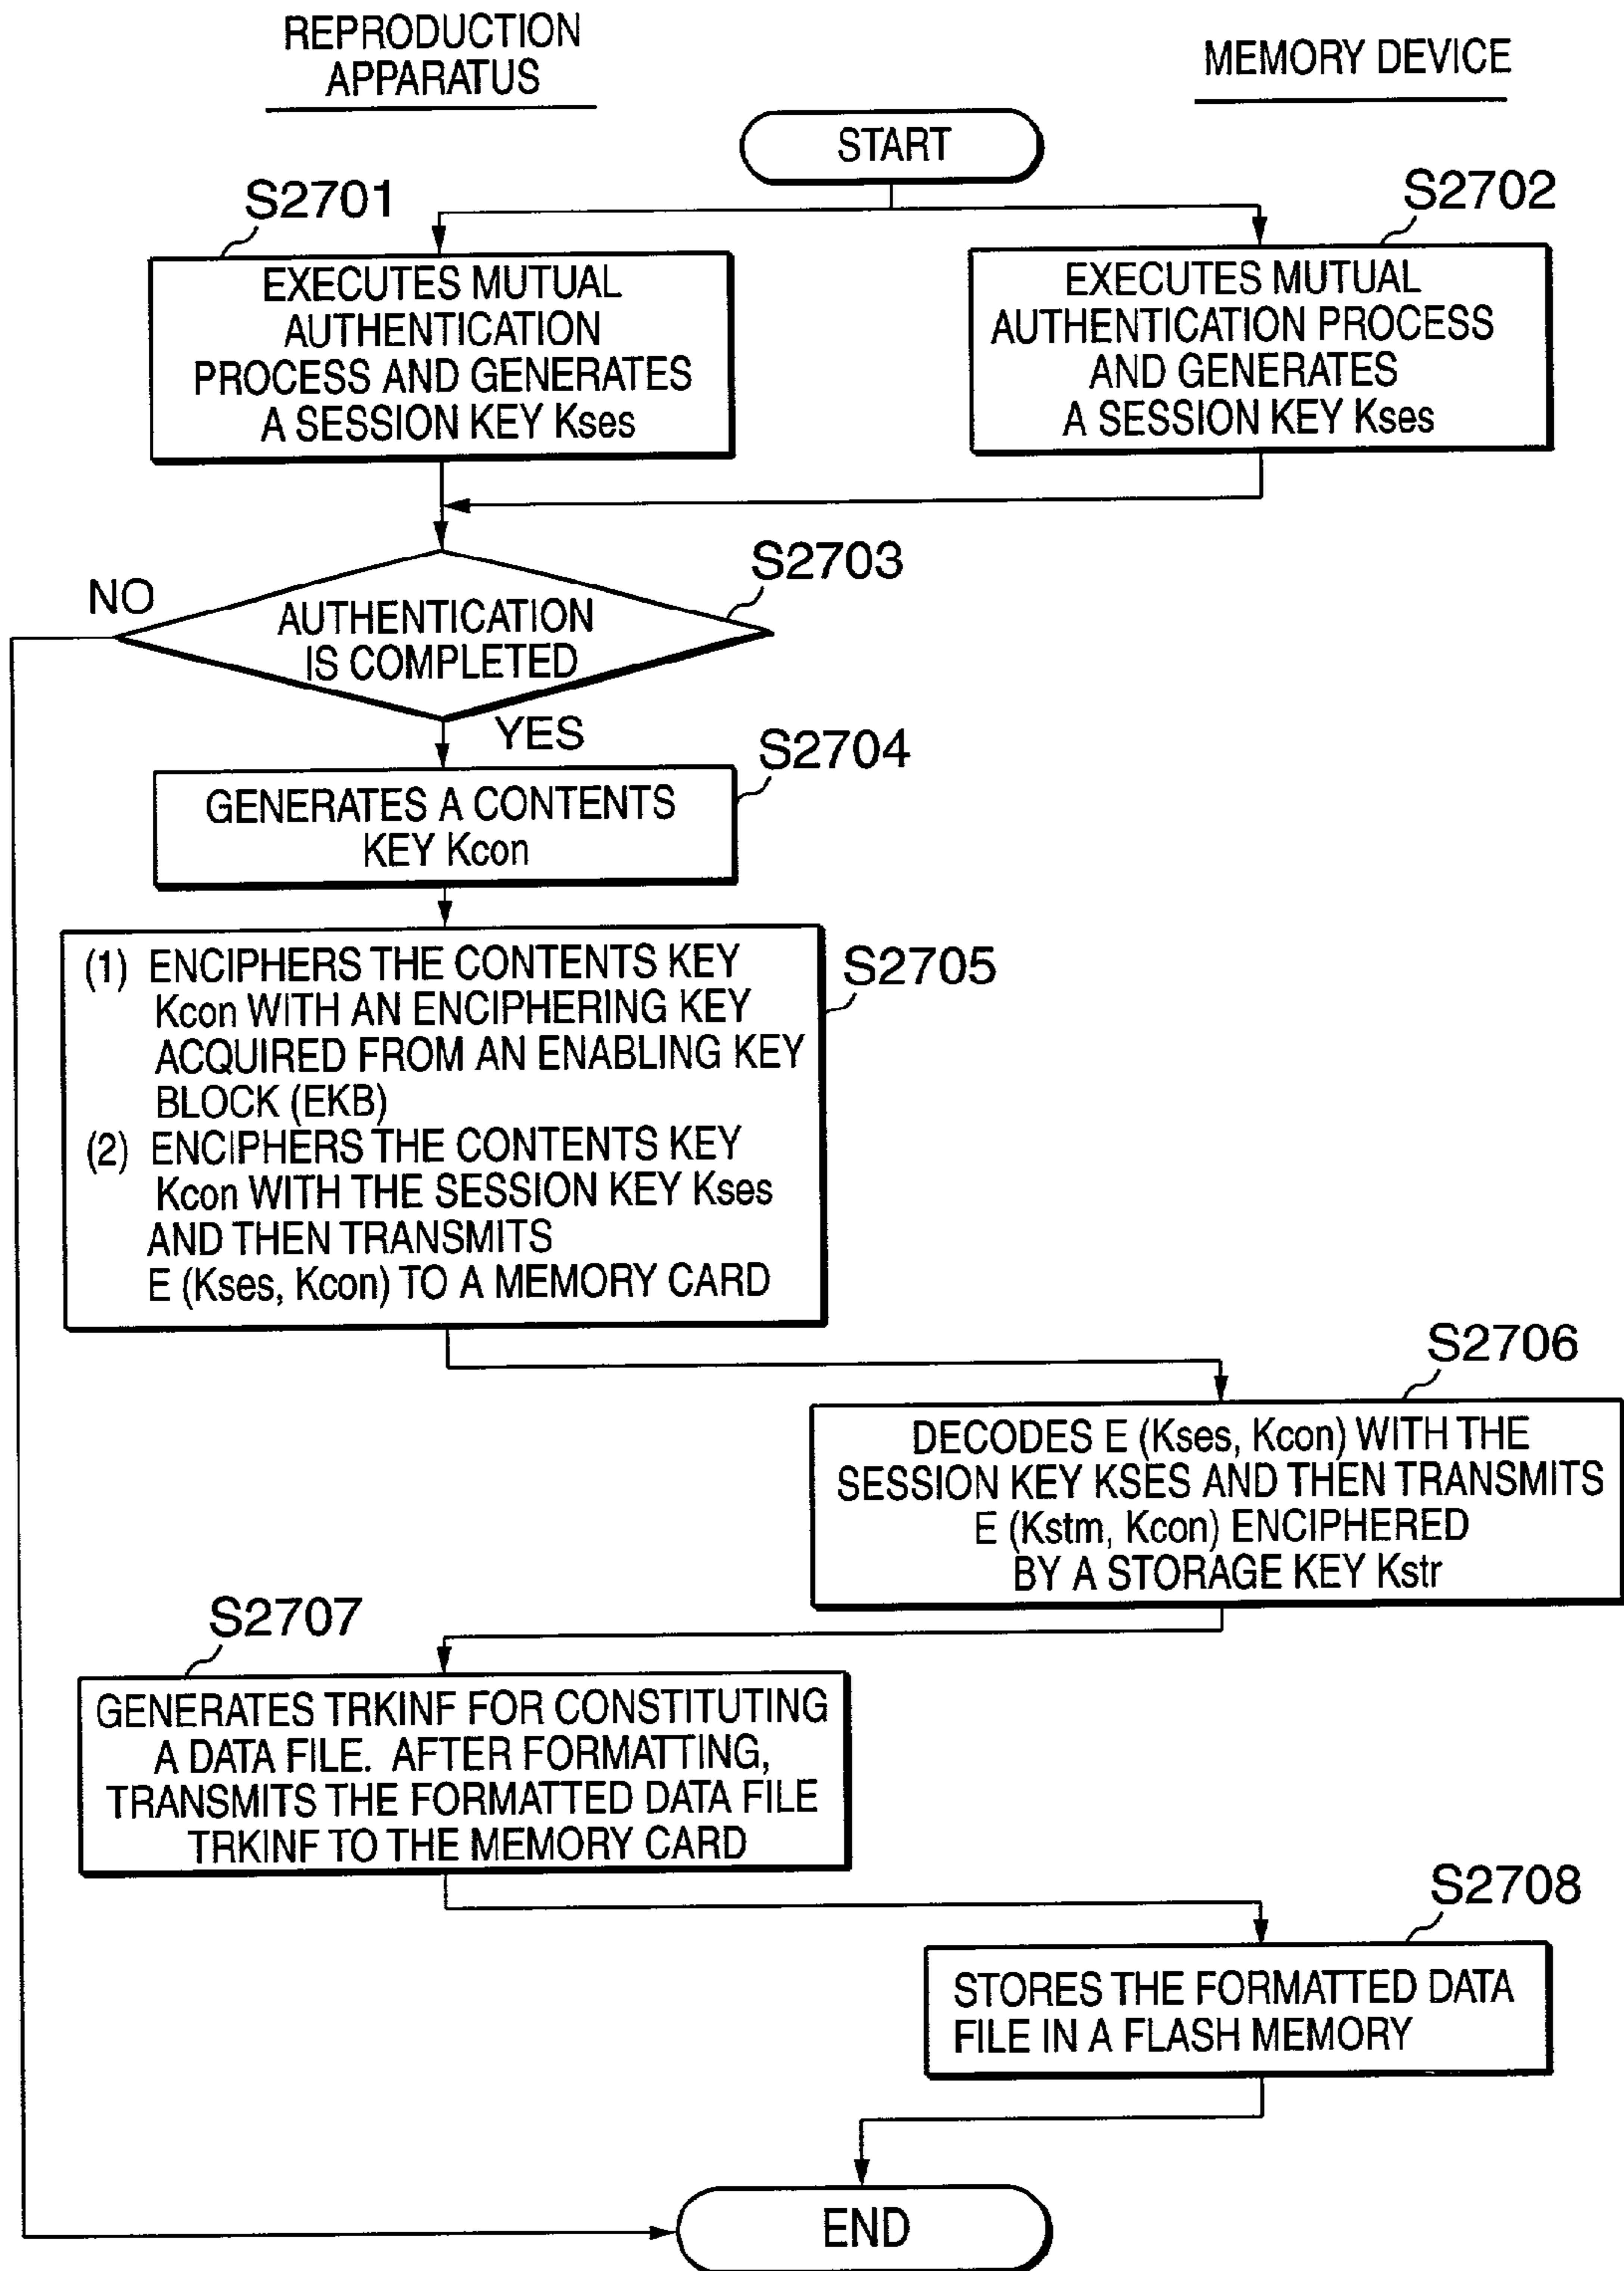 REPRODUCTION
APPARATUS
MEMORY DEVICE
START
S2701
S2702
EXECUTES MUTUAL
AUTHENTICATION
PROCESS AND GENERATES
A SESSION KEY Kses
EXECUTES MUTUAL
AUTHENTICATION PROCESS
AND GENERATES
A SESSION KEY Kses
S2703
NO
AUTHENTICATION
IS COMPLETED
YES
S2704
GENERATES A CONTENTS
KEY Kcon
S2705
(1) ENCIPHERS THE CONTENTS KEY
Kcon WITH AN ENCIPHERING KEY
ACQUIRED FROM AN ENABLING KEY
BLOCK (EKB)
(2) ENCIPHERS THE CONTENTS KEY
Kcon WITH THE SESSION KEY Kses
AND THEN TRANSMITS
E (Kses, Kcon) TO A MEMORY CARD
S2706
DECODES E (Kses, Kcon) WITH THE
SESSION KEY KSES AND THEN TRANSMITS
E (Kstm, Kcon) ENCIPHERED
BY A STORAGE KEY Kstr
S2707
GENERATES TRKINF FOR CONSTITUTING
A DATA FILE. AFTER FORMATTING,
TRANSMITS THE FORMATTED DATA FILE
TRKINF TO THE MEMORY CARD
S2708
STORES THE FORMATTED DATA
FILE IN A FLASH MEMORY
END